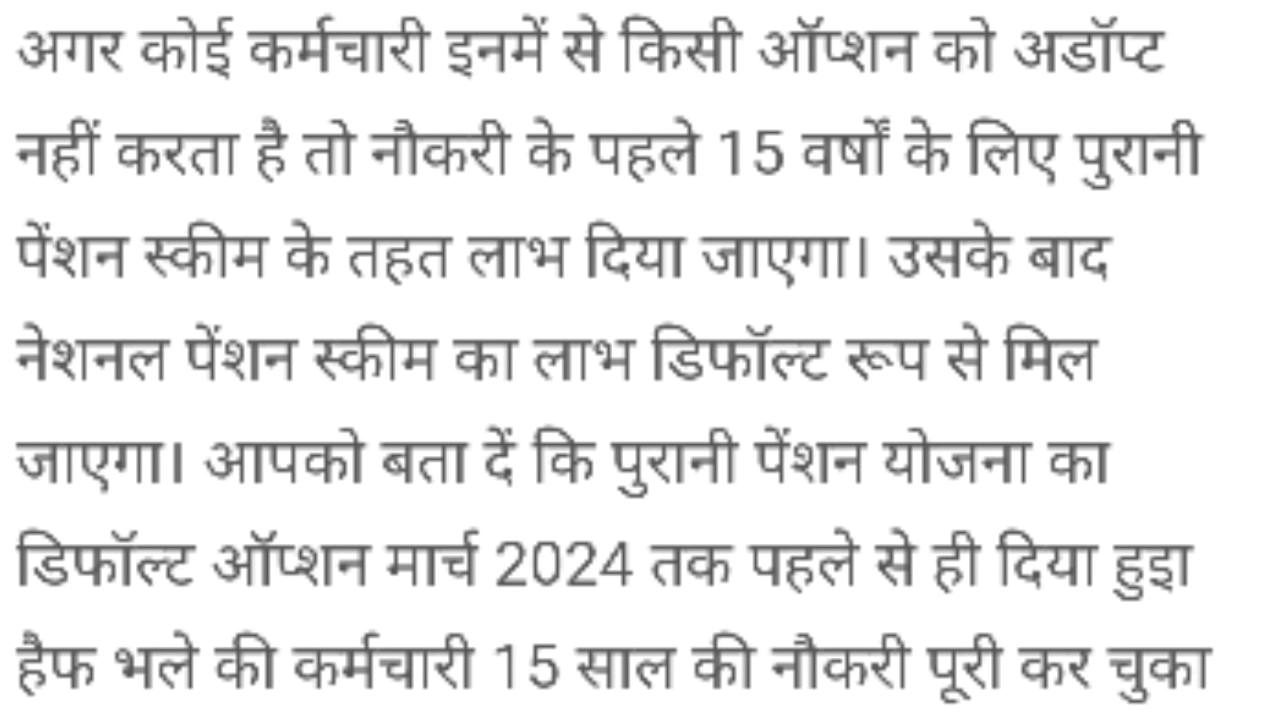 अगर कोई कर्मचारी इनमें से किसी ऑप्शन को अडॉप्ट
नहीं करता है तो नौकरी के पहले 15 वर्षों के लिए पुरानी
पेंशन स्कीम के तहत लाभ दिया जाएगा। उसके बाद
नेशनल पेंशन स्कीम का लाभ डिफॉल्ट रूप से मिल
जाएगा। आपको बता दें कि पुरानी पेंशन योजना का
डिफॉल्ट ऑप्शन मार्च 2024 तक पहले से ही दिया हुइा
हैफ भले की कर्मचारी 15 साल की नौकरी पूरी कर चुका